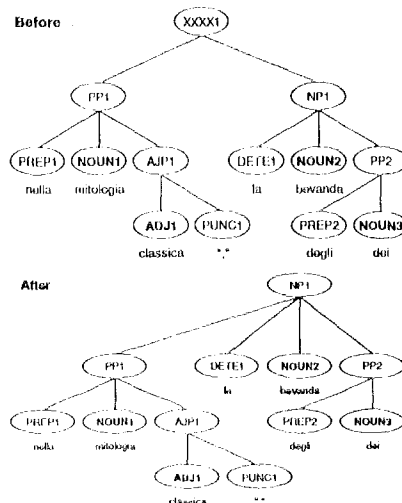 Before
XXXX1
PP1 NP1
PREP1 NOUN1 AJP1 DETE1 NOUN2 PP2
nella mitologia la bevanda
ADJ1 PUNC1 PREP2 NOUN3
classica "," degli dei
After
NP1
PP1 DETE1 NOUN2 PP2
la bevanda
PREP1 NOUN1 AJP1 PREP2 NOUN3
nella mitologia degli dei
ADJ1 PUNC1
classica ","